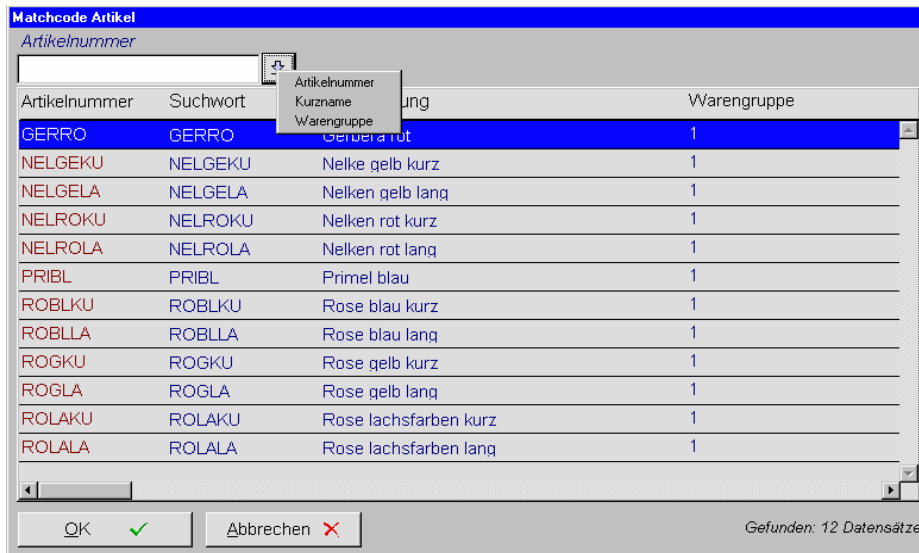 Matchcode Artikel
Artikelnummer
Artikelnummer
Kurzname
Warengruppe
Artikelnummer Suchwort ung Warengruppe
GERRO GERRO Gerbera rot 1
NELGEKU NELGEKU Nelke gelb kurz 1
NELGELA NELGELA Nelken gelb lang 1
NELROKU NELROKU Nelken rot kurz 1
NELROLA NELROLA Nelken rot lang 1
PRIBL PRIBL Primel blau 1
ROBLKU ROBLKU Rose blau kurz 1
ROBLLA ROBLLA Rose blau lang 1
ROGKU ROGKU Rose gelb kurz 1
ROGLA ROGLA Rose gelb lang 1
ROLAKU ROLAKU Rose lachsfarben kurz 1
ROLALA ROLALA Rose lachsfarben lang 1
OK Abbrechen Gefunden: 12 Datensätze